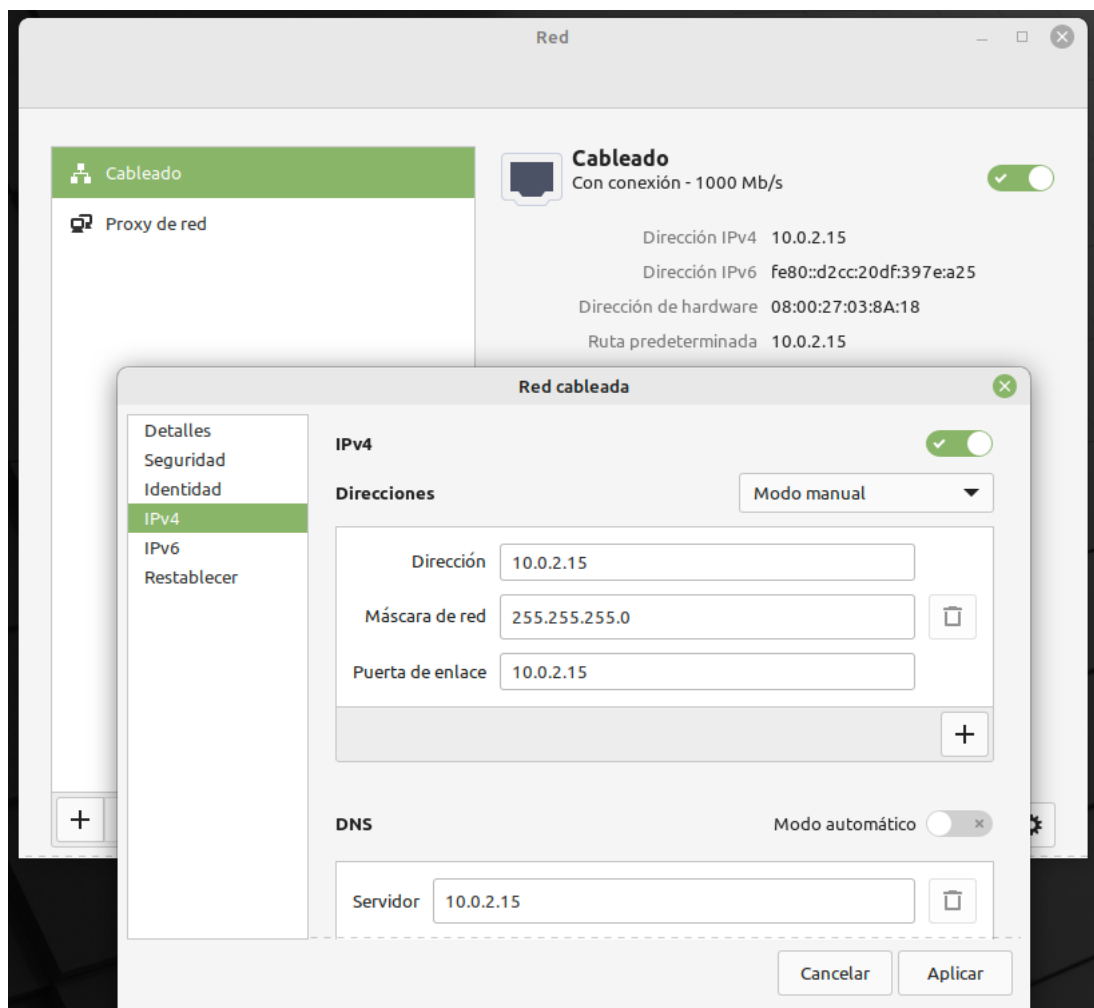 Red
Cableado
Proxy de red
Cableado
Con conexión - 1000 Mb/s
Dirección IPv4 10.0.2.15
Dirección IPv6 fe80::d2cc:20df:397e:a25
Dirección de hardware 08:00:27:03:8A:18
Ruta predeterminada 10.0.2.15
Red cableada
Detalles
Seguridad
Identidad
IPv4
IPv6
Restablecer
IPv4
Direcciones Modo manual
Dirección 10.0.2.15
Máscara de red 255.255.255.0
Puerta de enlace 10.0.2.15
DNS Modo automático
Servidor 10.0.2.15
Cancelar Aplicar